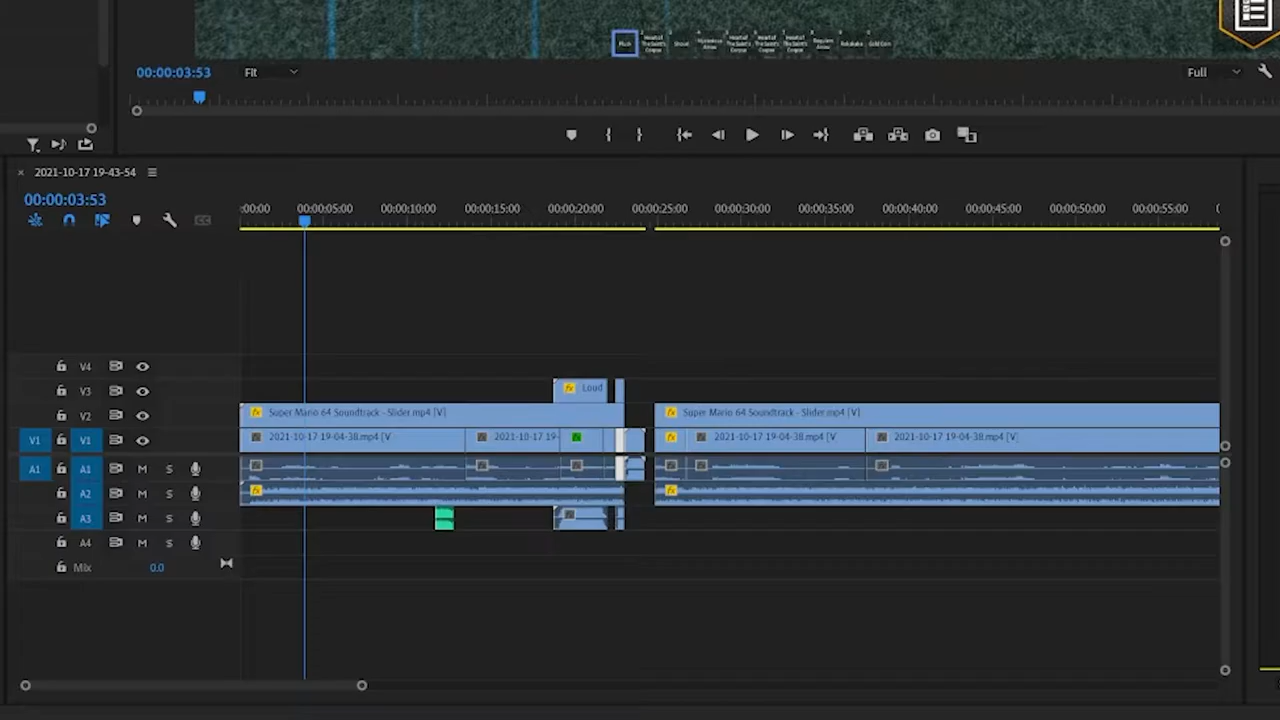 Plush
00:00:03:53
Fit
Full
2021-10-17 19-43-54
00:00:03:53
:00:00
00:00:05:00
00:00:10:00
00:00:15:00
00:00:20:00
00:00:25:00
00:00:30:00
00:00:35:00
00:00:40:00
00:00:45:00
00:00:50:00
00:00:55:00
V4
V3
Loud
V2
Super Mario 64 Soundtrack - Slider.mp4 [V]
Super Mario 64 Soundtrack - Slider.mp4 [V]
V1
V1
2021-10-17 19-04-38.mp4 [V
2021-10-17 19-
2021-10-17 19-04-38.mp4 [V
2021-10-17 19-04-38.mp4 [V]
A1
A1
M
S
A2
M
S
A3
M
S
A4
M
S
Mix
0.0